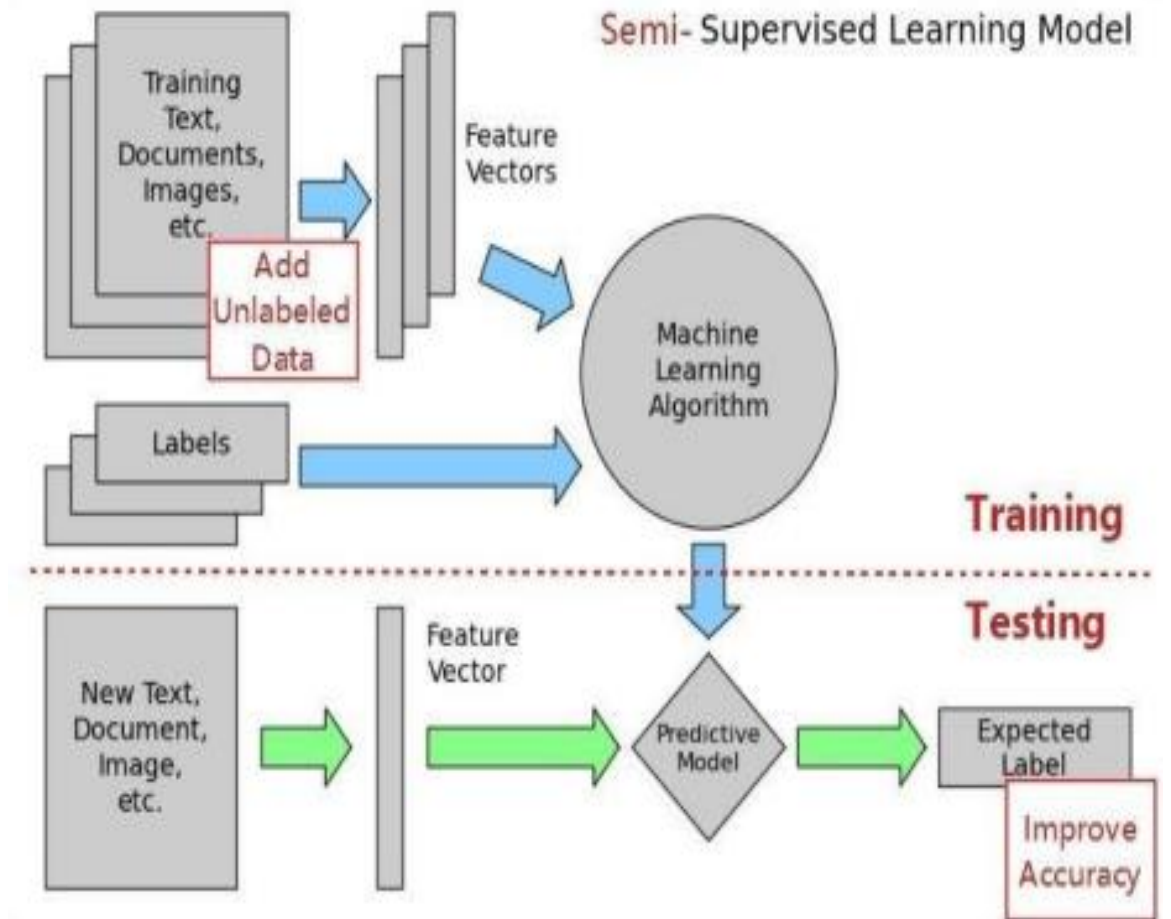 Semi- Supervised Learning Model
Training
Text,
Documents,
Images,
etc.
Add
Unlabeled
Data
Feature
Vectors
Machine
Learning
Algorithm
Labels
Training
Testing
New Text,
Document,
Image,
etc.
Feature
Vector
Predictive
Model
Expected
Label
Improve
Accuracy